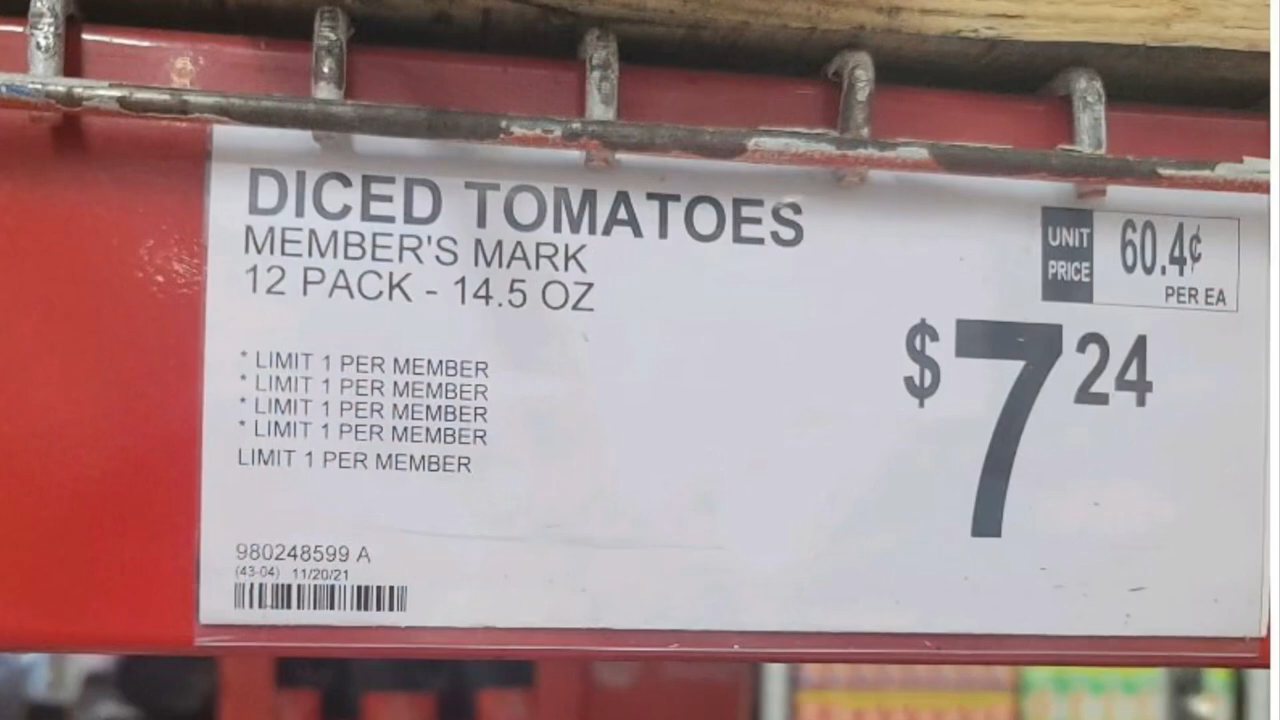 DICED TOMATOES
MEMBER'S MARK
12 PACK - 14.5 OZ
* LIMIT 1 PER MEMBER
* LIMIT 1 PER MEMBER
* LIMIT 1 PER MEMBER
* LIMIT 1 PER MEMBER
LIMIT 1 PER MEMBER
980248599 A
(43-04) 11/20/21
UNIT PRICE
60.4¢
PER EA
$7 24